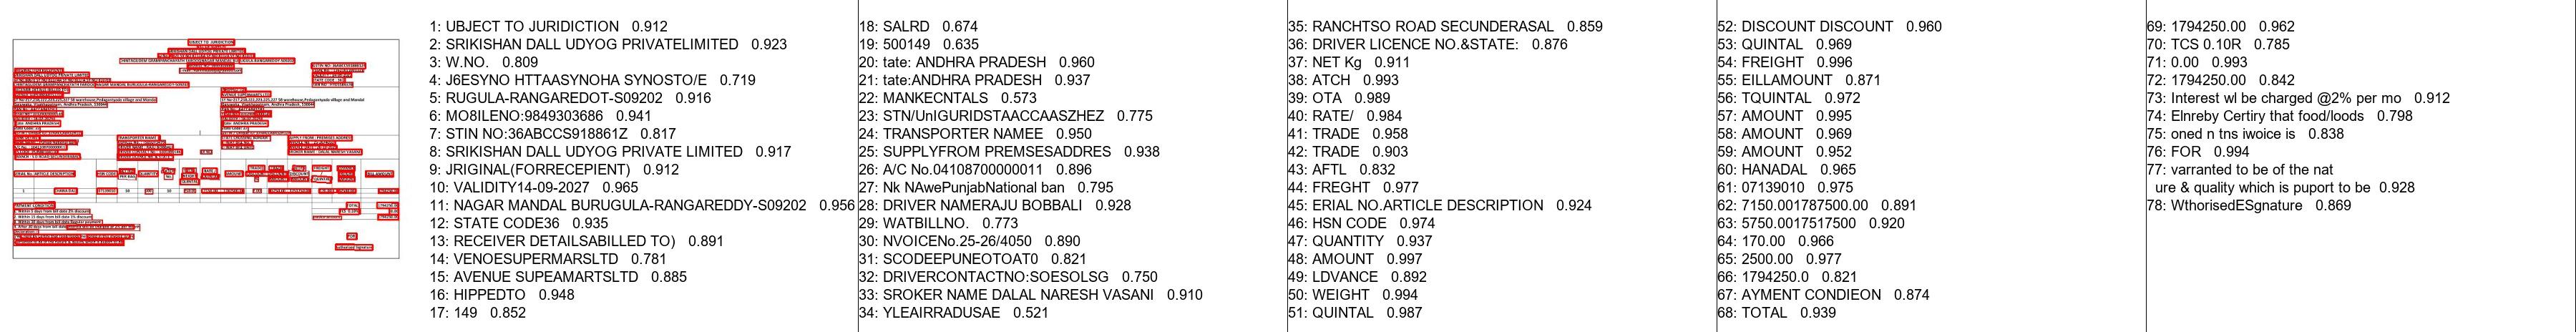 1: UBJECT TO JURIDICTION 0.912
2: SRIKISHAN DALL UDYOG PRIVATELIMITED 0.923
3: W.NO. 0.809
4: J6ESYNO HTTAASYNOHA SYNOSTO/E 0.719
5: RUGULA-RANGAREDOT-S09202 0.916
6: MO8ILENO:9849303686 0.941
7: STIN NO:36ABCCS918861Z 0.817
8: SRIKISHAN DALL UDYOG PRIVATE LIMITED 0.917
9: JRIGINAL(FORRECEPIENT) 0.912
10: VALIDITY14-09-2027 0.965
11: NAGAR MANDAL BURUGULA-RANGAREDDY-S09202 0.956
12: STATE CODE36 0.935
13: RECEIVER DETAILSABILLED TO) 0.891
14: VENOESUPERMARSLTD 0.781
15: AVENUE SUPEAMARTSLTD 0.885
16: HIPPEDTO 0.948
17: 149 0.852
18: SALRD 0.674
19: 500149 0.635
20: tate: ANDHRA PRADESH 0.960
21: tate:ANDHRA PRADESH 0.937
22: MANKECNTALS 0.573
23: STN/UnIGURIDSTAACCAASZHEZ 0.775
24: TRANSPORTER NAMEE 0.950
25: SUPPLYFROM PREMSESADDRES 0.938
26: A/C No.04108700000011 0.896
27: Nk NAwePunjabNational ban 0.795
28: DRIVER NAMERAJU BOBBALI 0.928
29: WATBILLNO. 0.773
30: NVOICENo.25-26/4050 0.890
31: SCODEEPUNEOTOAT0 0.821
32: DRIVERCONTACTNO:SOESOLSG 0.750
33: SROKER NAME DALAL NARESH VASANI 0.910
34: YLEAIRRADUSAE 0.521
35: RANCHTSO ROAD SECUNDERASAL 0.859
36: DRIVER LICENCE NO.&STATE: 0.876
37: NET Kg 0.911
38: ATCH 0.993
39: OTA 0.989
40: RATE/ 0.984
41: TRADE 0.958
42: TRADE 0.903
43: AFTL 0.832
44: FREGHT 0.977
45: ERIAL NO.ARTICLE DESCRIPTION 0.924
46: HSN CODE 0.974
47: QUANTITY 0.937
48: AMOUNT 0.997
49: LDVANCE 0.892
50: WEIGHT 0.994
51: QUINTAL 0.987
52: DISCOUNT DISCOUNT 0.960
53: QUINTAL 0.969
54: FREIGHT 0.996
55: EILLAMOUNT 0.871
56: TQUINTAL 0.972
57: AMOUNT 0.995
58: AMOUNT 0.969
59: AMOUNT 0.952
60: HANADAL 0.965
61: 07139010 0.975
62: 7150.001787500.00 0.891
63: 5750.0017517500 0.920
64: 170.00 0.966
65: 2500.00 0.977
66: 1794250.0 0.821
67: AYMENT CONDIEON 0.874
68: TOTAL 0.939
69: 1794250.00 0.962
70: TCS 0.10R 0.785
71: 0.00 0.993
72: 1794250.00 0.842
73: Interest wl be charged @2% per mo 0.912
74: Elnreby Certiry that food/loods 0.798
75: oned n tns iwoice is 0.838
76: FOR 0.994
77: varranted to be of the nat
ure & quality which is puport to be 0.928
78: WthorisedESgnature 0.869